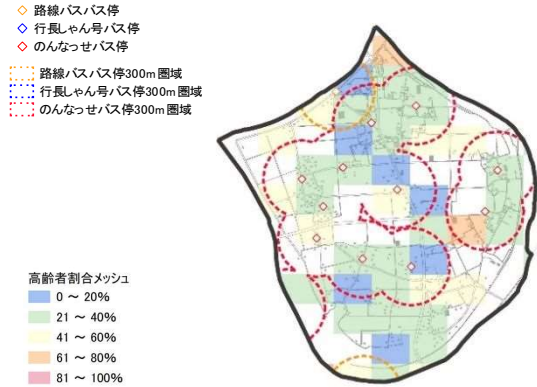 路線バスバス停
行長しゃん号バス停
のんなっせバス停
路線バスバス停300m圏域
行長しゃん号バス停300m圏域
のんなっせバス停300m圏域
高齢者割合メッシュ
0 ～ 20%
21 ～ 40%
41 ～ 60%
61 ～ 80%
81 ～ 100%